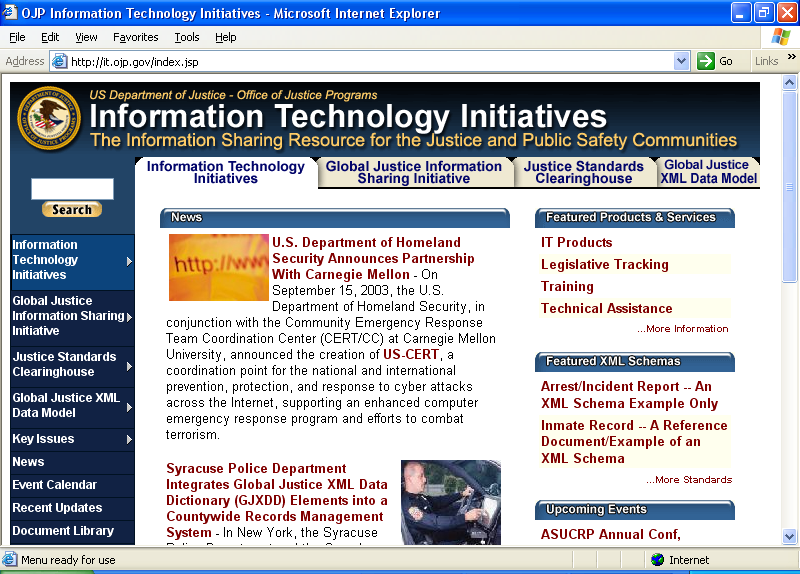 OJP Information Technology Initiatives - Microsoft Internet Explorer
File Edit View Favorites Tools Help
Address http://it.ojp.gov/index.jsp Go Links »
US Department of Justice - Office of Justice Programs
Information Technology Initiatives
The Information Sharing Resource for the Justice and Public Safety Communities
Information Technology
Initiatives
Global Justice Information
Sharing Initiative
Justice Standards
Clearinghouse
Global Justice
XML Data Model
Search
Information
Technology
Initiatives
Global Justice
Information Sharing
Initiative
Justice Standards
Clearinghouse
Global Justice XML
Data Model
Key Issues
News
Event Calendar
Recent Updates
Document Library
News
http://www
U.S. Department of Homeland
Security Announces Partnership
With Carnegie Mellon - On
September 15, 2003, the U.S.
Department of Homeland Security, in
conjunction with the Community Emergency Response
Team Coordination Center (CERT/CC) at Carnegie Mellon
University, announced the creation of US-CERT, a
coordination point for the national and international
prevention, protection, and response to cyber attacks
across the Internet, supporting an enhanced computer
emergency response program and efforts to combat
terrorism.
Syracuse Police Department
Integrates Global Justice XML Data
Dictionary (GJXDD) Elements into a
Countywide Records Management
System - In New York, the Syracuse
Featured Products & Services
IT Products
Legislative Tracking
Training
Technical Assistance
...More Information
Featured XML Schemas
Arrest/Incident Report -- An
XML Schema Example Only
Inmate Record -- A Reference
Document/Example of an
XML Schema
...More Standards
Upcoming Events
ASUCRP Annual Conf,
Menu ready for use
Internet